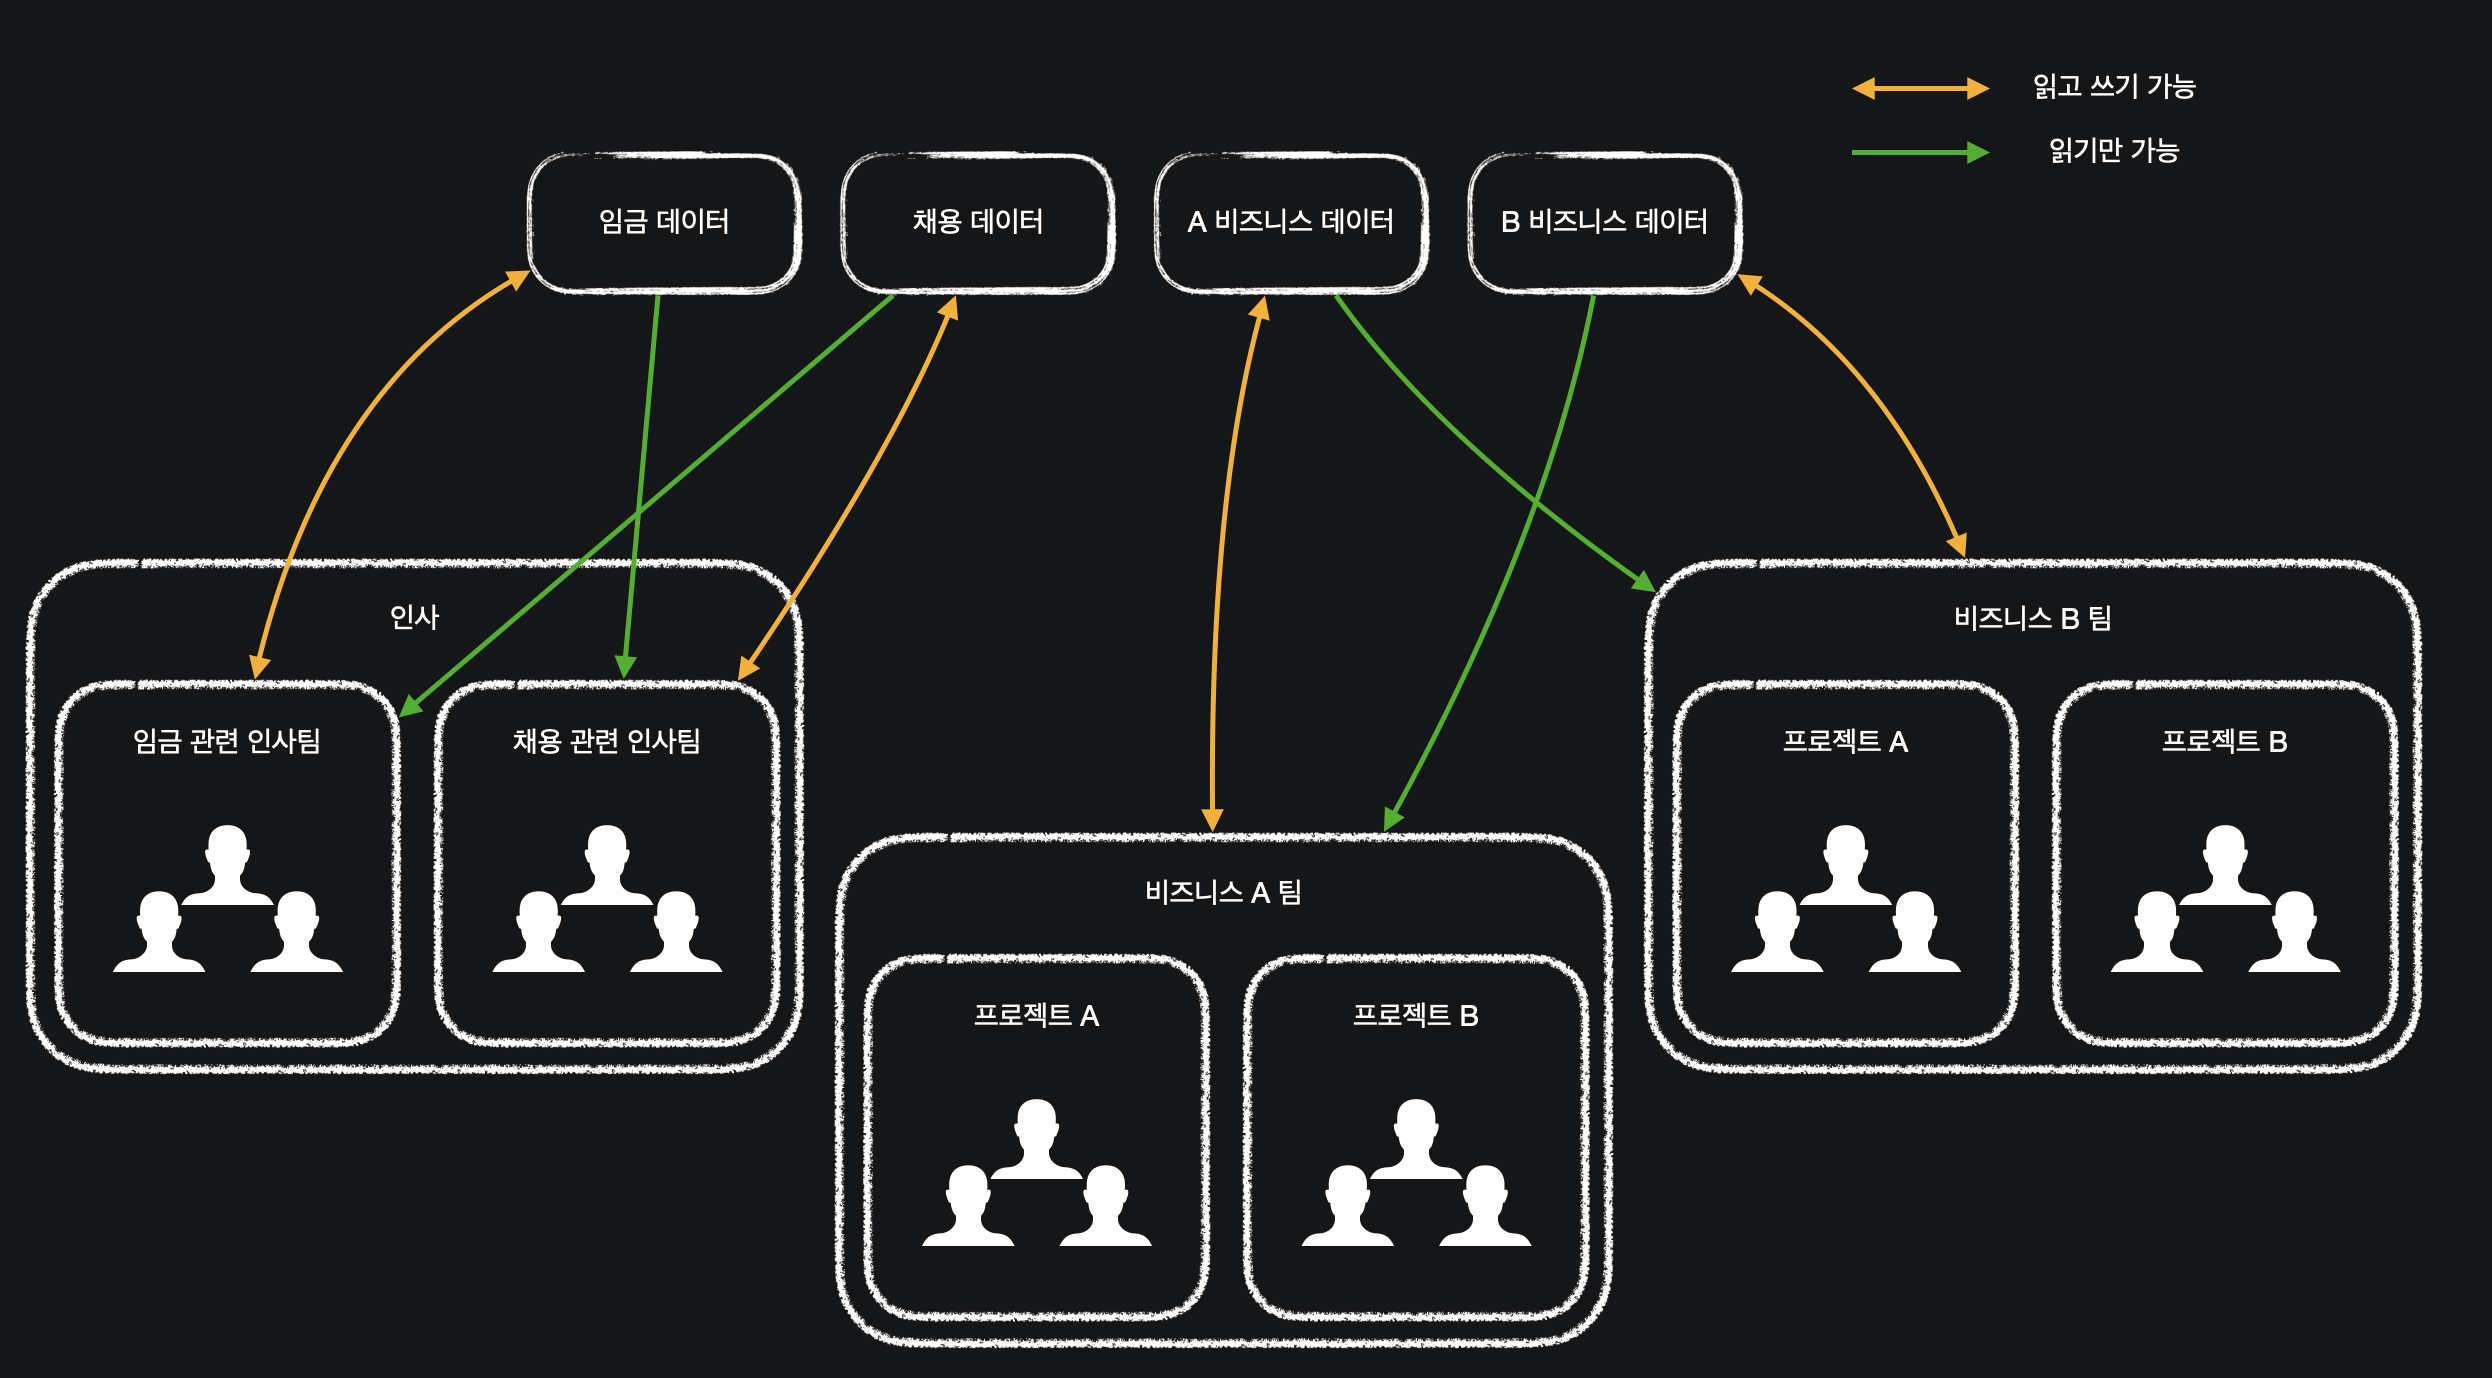 읽고 쓰기 가능
읽기만 가능
임금 데이터
채용 데이터
A 비즈니스 데이터
B 비즈니스 데이터
인사
임금 관련 인사팀
채용 관련 인사팀
비즈니스 A 팀
프로젝트 A
프로젝트 B
비즈니스 B 팀
프로젝트 A
프로젝트 B